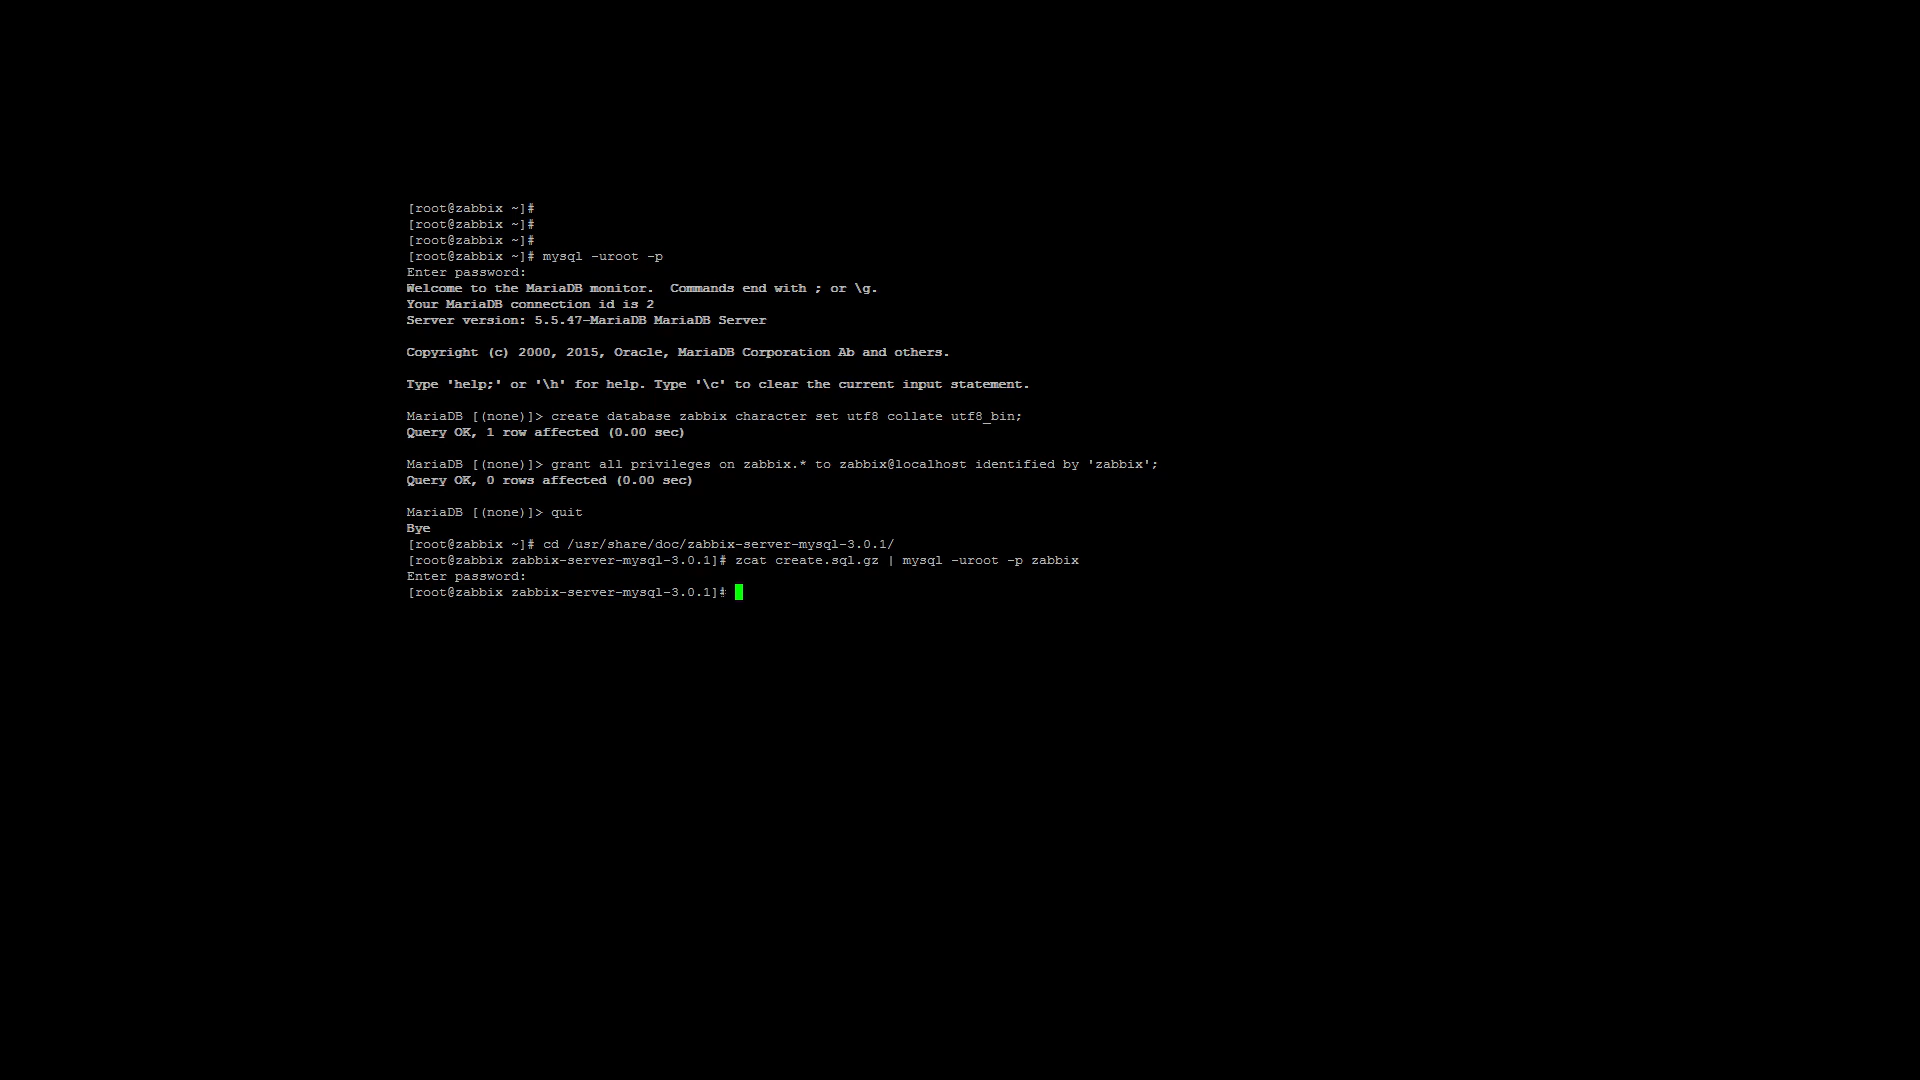 [root@zabbix ~]#
[root@zabbix ~]#
[root@zabbix ~]#
[root@zabbix ~]# mysql -uroot -p
Enter password:
Welcome to the MariaDB monitor.  Commands end with ; or \g.
Your MariaDB connection id is 2
Server version: 5.5.47-MariaDB MariaDB Server
Copyright (c) 2000, 2015, Oracle, MariaDB Corporation Ab and others.
Type 'help;' or '\h' for help. Type '\c' to clear the current input statement.
MariaDB [(none)]> create database zabbix character set utf8 collate utf8_bin;
Query OK, 1 row affected (0.00 sec)
MariaDB [(none)]> grant all privileges on zabbix.* to zabbix@localhost identified by 'zabbix';
Query OK, 0 rows affected (0.00 sec)
MariaDB [(none)]> quit
Bye
[root@zabbix ~]# cd /usr/share/doc/zabbix-server-mysql-3.0.1/
[root@zabbix zabbix-server-mysql-3.0.1]# zcat create.sql.gz | mysql -uroot -p zabbix
Enter password:
[root@zabbix zabbix-server-mysql-3.0.1]#